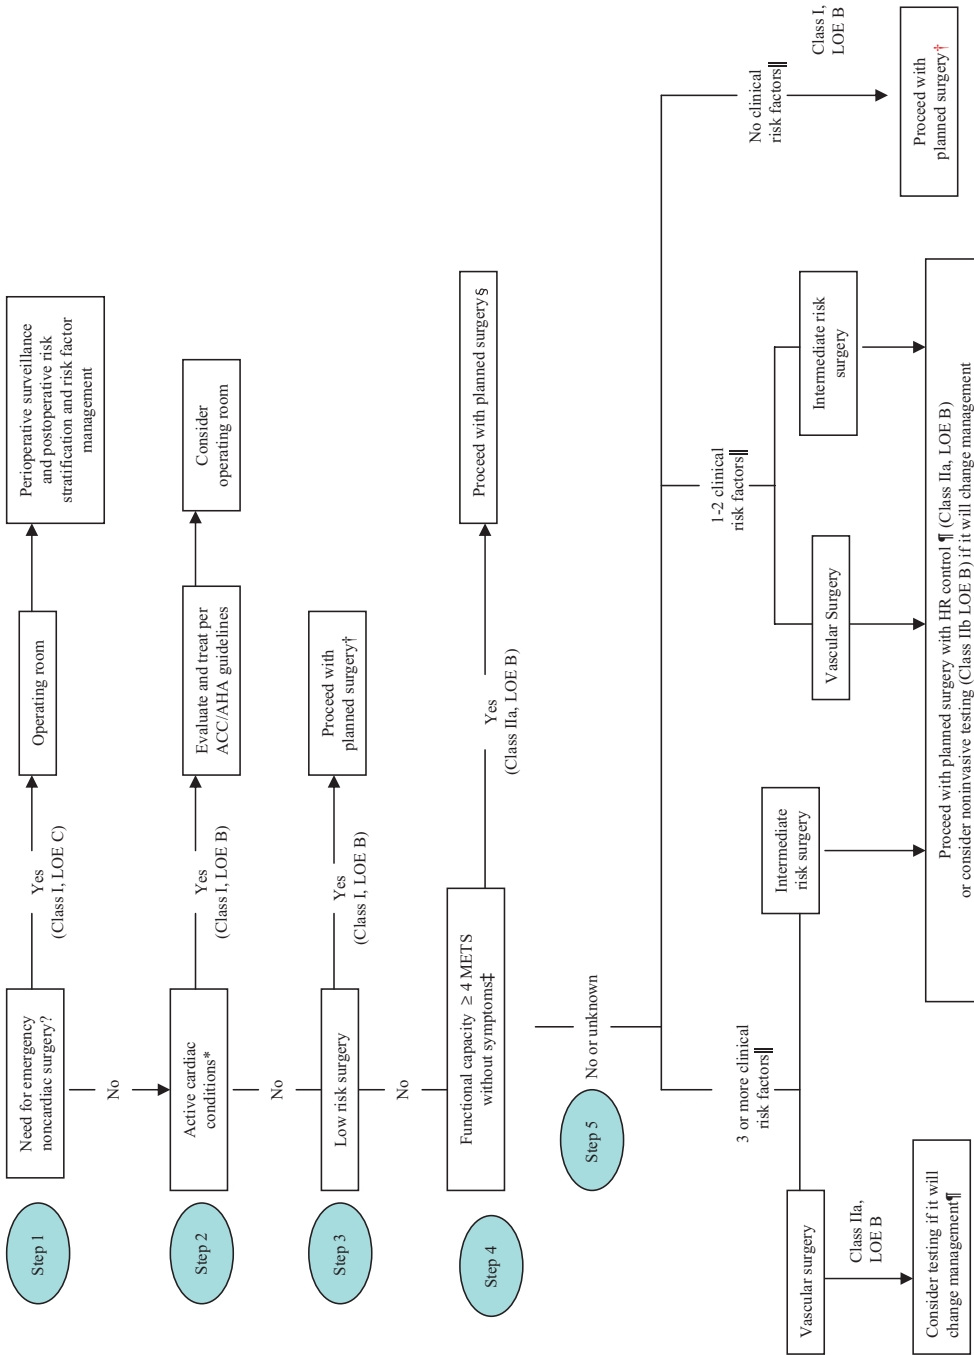 Step 1
Need for emergency
noncardiac surgery?
Yes
(Class I, LOE C)
Operating room
Perioperative surveillance
and postoperative risk
stratification and risk factor
management
No
Step 2
Active cardiac
conditions*
Yes
(Class I, LOE B)
Evaluate and treat per
ACC/AHA guidelines
Consider
operating room
No
Step 3
Low risk surgery
Yes
(Class I, LOE B)
Proceed with
planned surgery†
No
Step 4
Functional capacity ≥ 4 METS
without symptoms‡
Yes
(Class IIa, LOE B)
Proceed with planned surgery§
Step 5
No or unknown
3 or more clinical
risk factors‖
1-2 clinical
risk factors‖
No clinical
risk factors‖
Class I,
LOE B
Vascular surgery
Intermediate
risk surgery
Vascular Surgery
Intermediate risk
surgery
Class IIa,
LOE B
Consider testing if it will
change management¶
Proceed with planned surgery with HR control ¶ (Class IIa, LOE B)
or consider noninvasive testing (Class IIb LOE B) if it will change management
Proceed with
planned surgery†